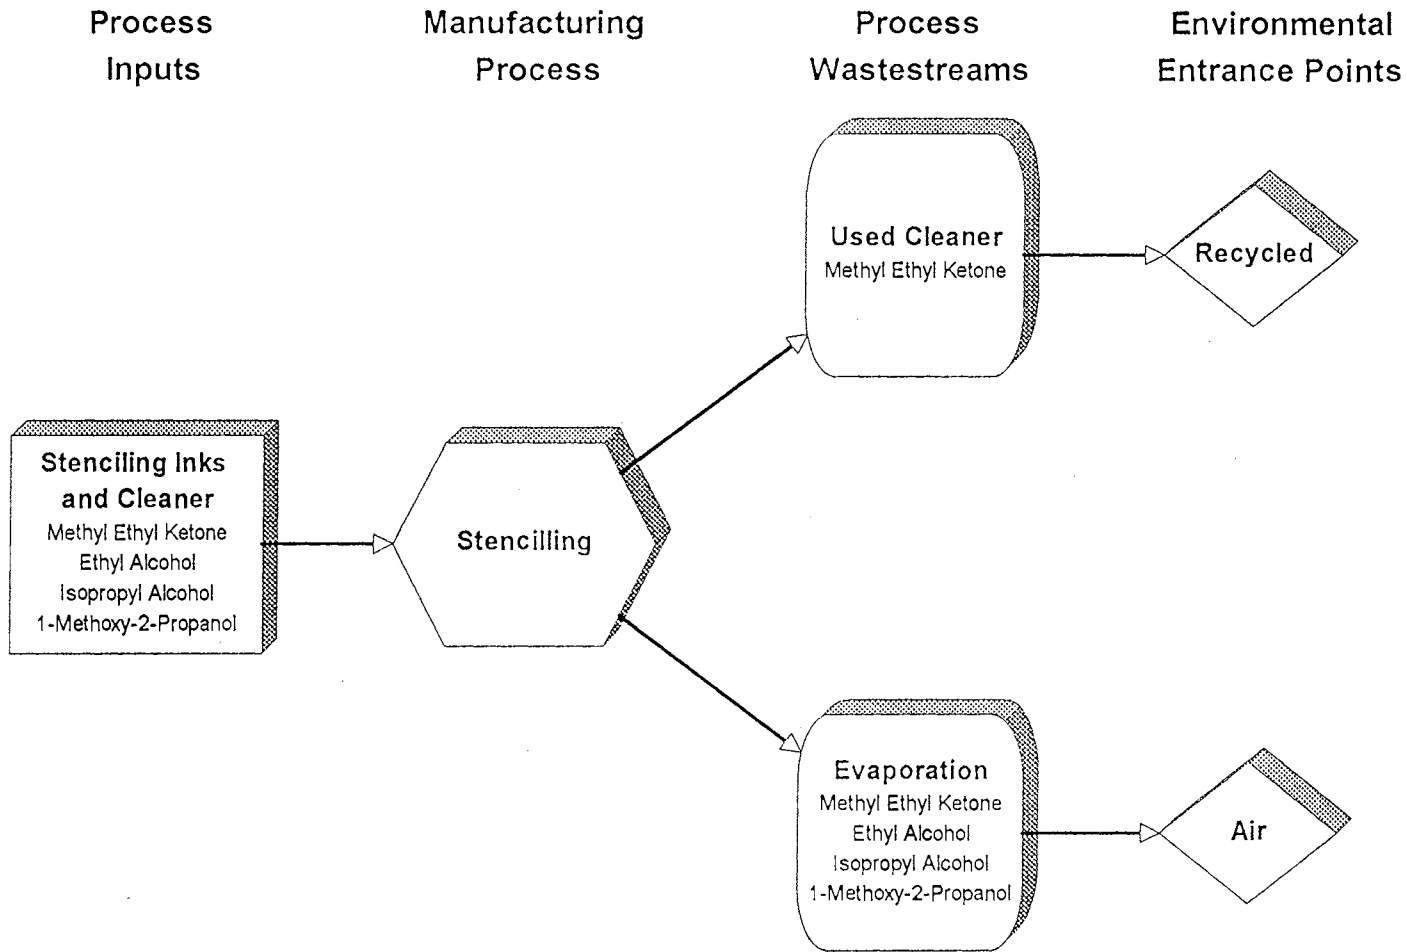 Process
Inputs
Manufacturing
Process
Process
Wastestreams
Environmental
Entrance Points
Used Cleaner
Methyl Ethyl Ketone
Recycled
Stenciling Inks
and Cleaner
Methyl Ethyl Ketone
Ethyl Alcohol
Isopropyl Alcohol
1-Methoxy-2-Propanol
Stencilling
Evaporation
Methyl Ethyl Ketone
Ethyl Alcohol
Isopropyl Alcohol
1-Methoxy-2-Propanol
Air